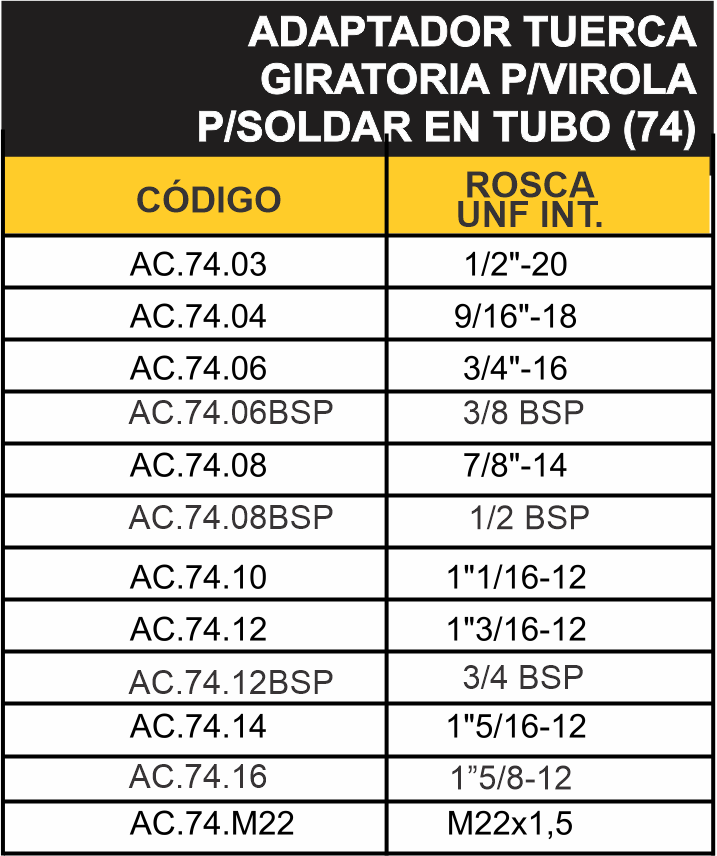 ADAPTADOR TUERCA
GIRATORIA P/VIROLA
P/SOLDAR EN TUBO (74)
CÓDIGO
ROSCA
UNF INT.
AC.74.03 1/2"-20
AC.74.04 9/16"-18
AC.74.06 3/4"-16
AC.74.06BSP 3/8 BSP
AC.74.08 7/8"-14
AC.74.08BSP 1/2 BSP
AC.74.10 1"1/16-12
AC.74.12 1"3/16-12
AC.74.12BSP 3/4 BSP
AC.74.14 1"5/16-12
AC.74.16 1”5/8-12
AC.74.M22 M22x1,5